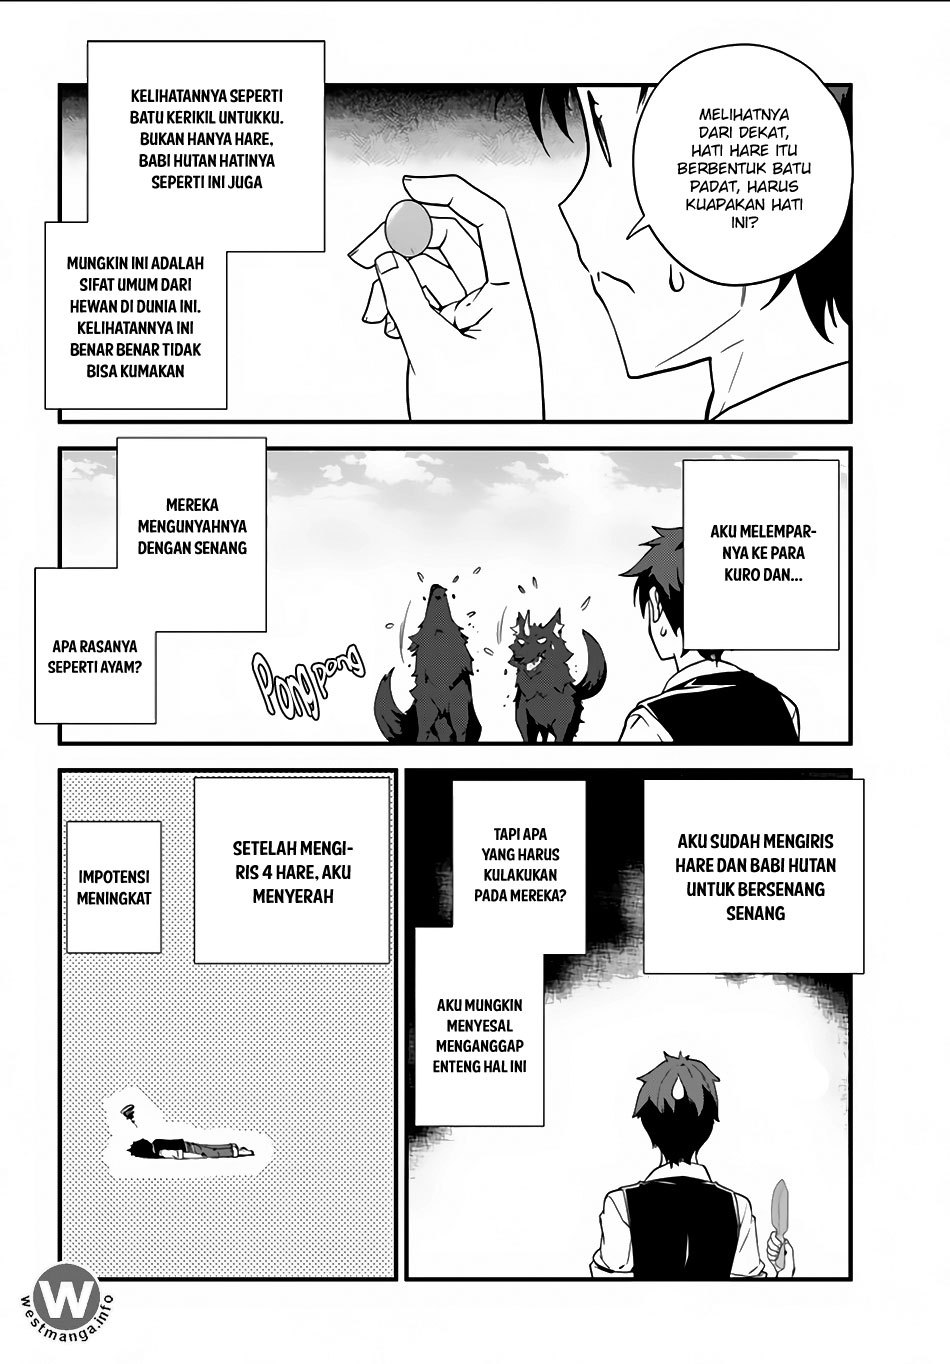 MELIHATNYA
DARI DEKAT,
HATI HARE ITU
BERBENTUK BATU
PADAT, HARUS
KUAPAKAN HATI
INI?
KELIHATANNYA SEPERTI
BATU KERIKIL UNTUKKU.
BUKAN HANYA HARE,
BABI HUTAN HATINYA
SEPERTI INI JUGA
MUNGKIN INI ADALAH
SIFAT UMUM DARI
HEWAN DI DUNIA INI.
KELIHATANNYA INI
BENAR BENAR TIDAK
BISA KUMAKAN
AKU MELEMPAR-
NYA KE PARA
KURO DAN...
Pong pong
MEREKA
MENGUNYAHNYA
DENGAN SENANG
APA RASANYA
SEPERTI AYAM?
AKU SUDAH MENGIRIS
HARE DAN BABI HUTAN
UNTUK BERSENANG
SENANG
TAPI APA
YANG HARUS
KULAKUKAN
PADA MEREKA?
AKU MUNGKIN
MENYESAL
MENGANGGAP
ENTENG HAL INI
SETELAH MENGI-
RIS 4 HARE, AKU
MENYERAH
IMPOTENSI
MENINGKAT
W
westmanga.info